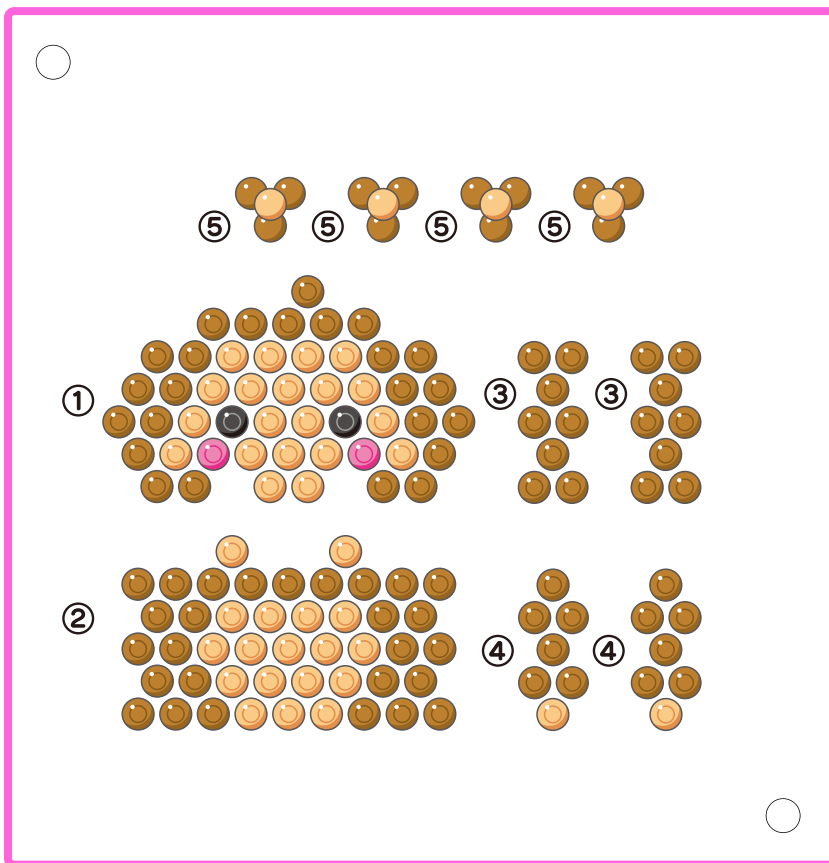 ⑤ ⑤ ⑤ ⑤
① ③ ③
② ④ ④